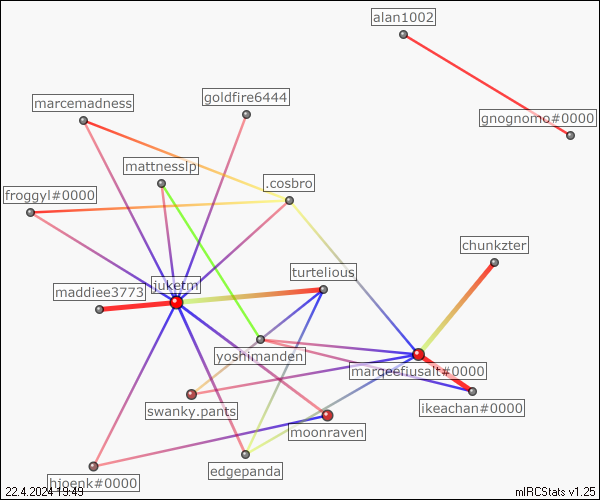 alan1002
goldfire6444
marcemadness
gnognomo#0000
mattnesslp
.cosbro
froggyl#0000
chunkzter
turtelious
juketm
maddiee3773
yoshimanden
margeefiusalt#0000
swanky.pants
ikeachan#0000
moonraven
edgepanda
hjoenk#0000
22.4.2024 19:49
mIRCStats v1.25